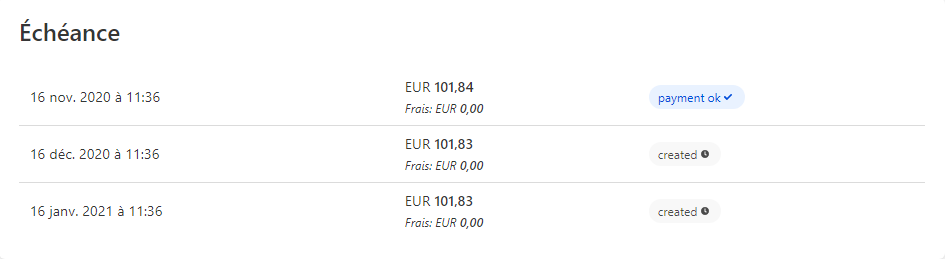 Échéance
16 nov. 2020 à 11:36
EUR 101,84
Frais: EUR 0,00
payment ok
16 déc. 2020 à 11:36
EUR 101,83
Frais: EUR 0,00
created
16 janv. 2021 à 11:36
EUR 101,83
Frais: EUR 0,00
created